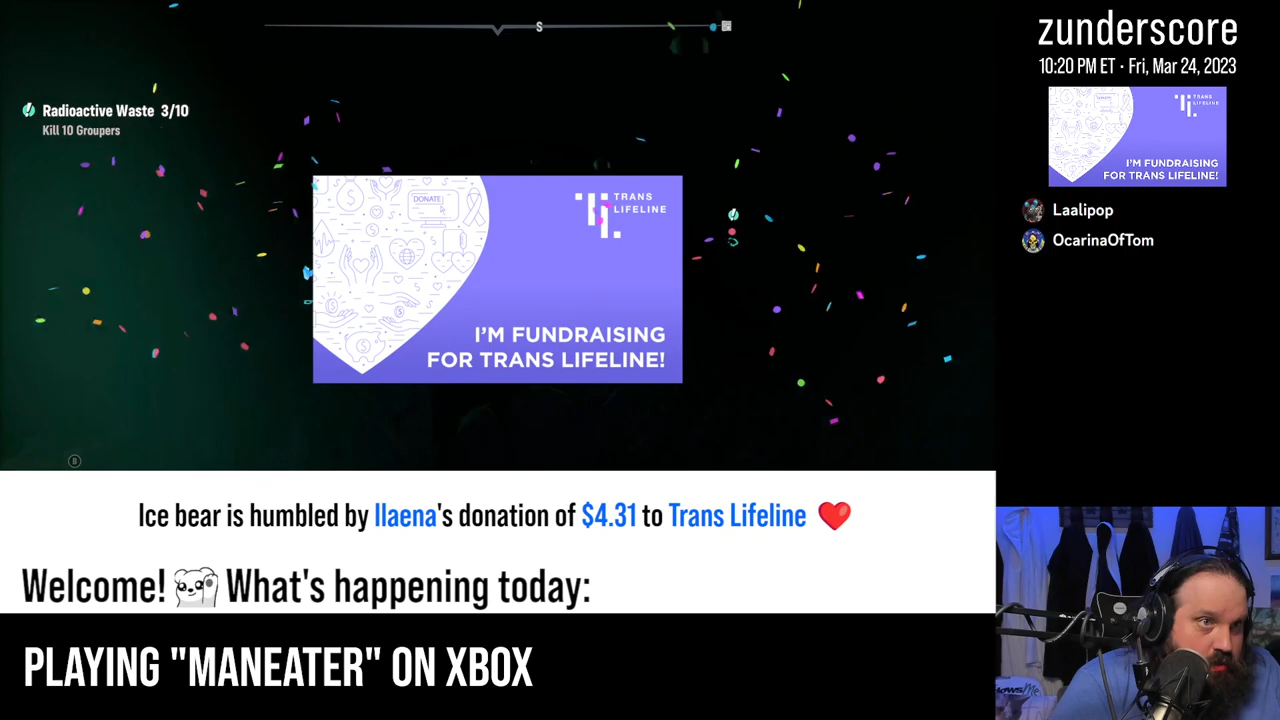 S
Radioactive Waste 3/10
Kill 10 Groupers
DONATE
TRANS
LIFELINE
I'M FUNDRAISING
FOR TRANS LIFELINE!
B
Ice bear is humbled by Ilaena's donation of $4.31 to Trans Lifeline
Welcome! What's happening today:
PLAYING "MANEATER" ON XBOX
zunderscore
10:20 PM ET · Fri, Mar 24, 2023
TRANS
LIFELINE
I'M FUNDRAISING
FOR TRANS LIFELINE!
Laalipop
OcarinaOfTom